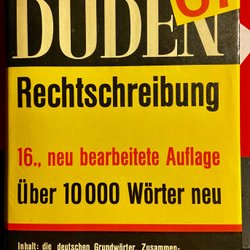 DUDEN
Rechtschreibung
16., neu bearbeitete Auflage
Über 10 000 Wörter neu
Inhalt: die deutschen Grundwörter, Zusammen-